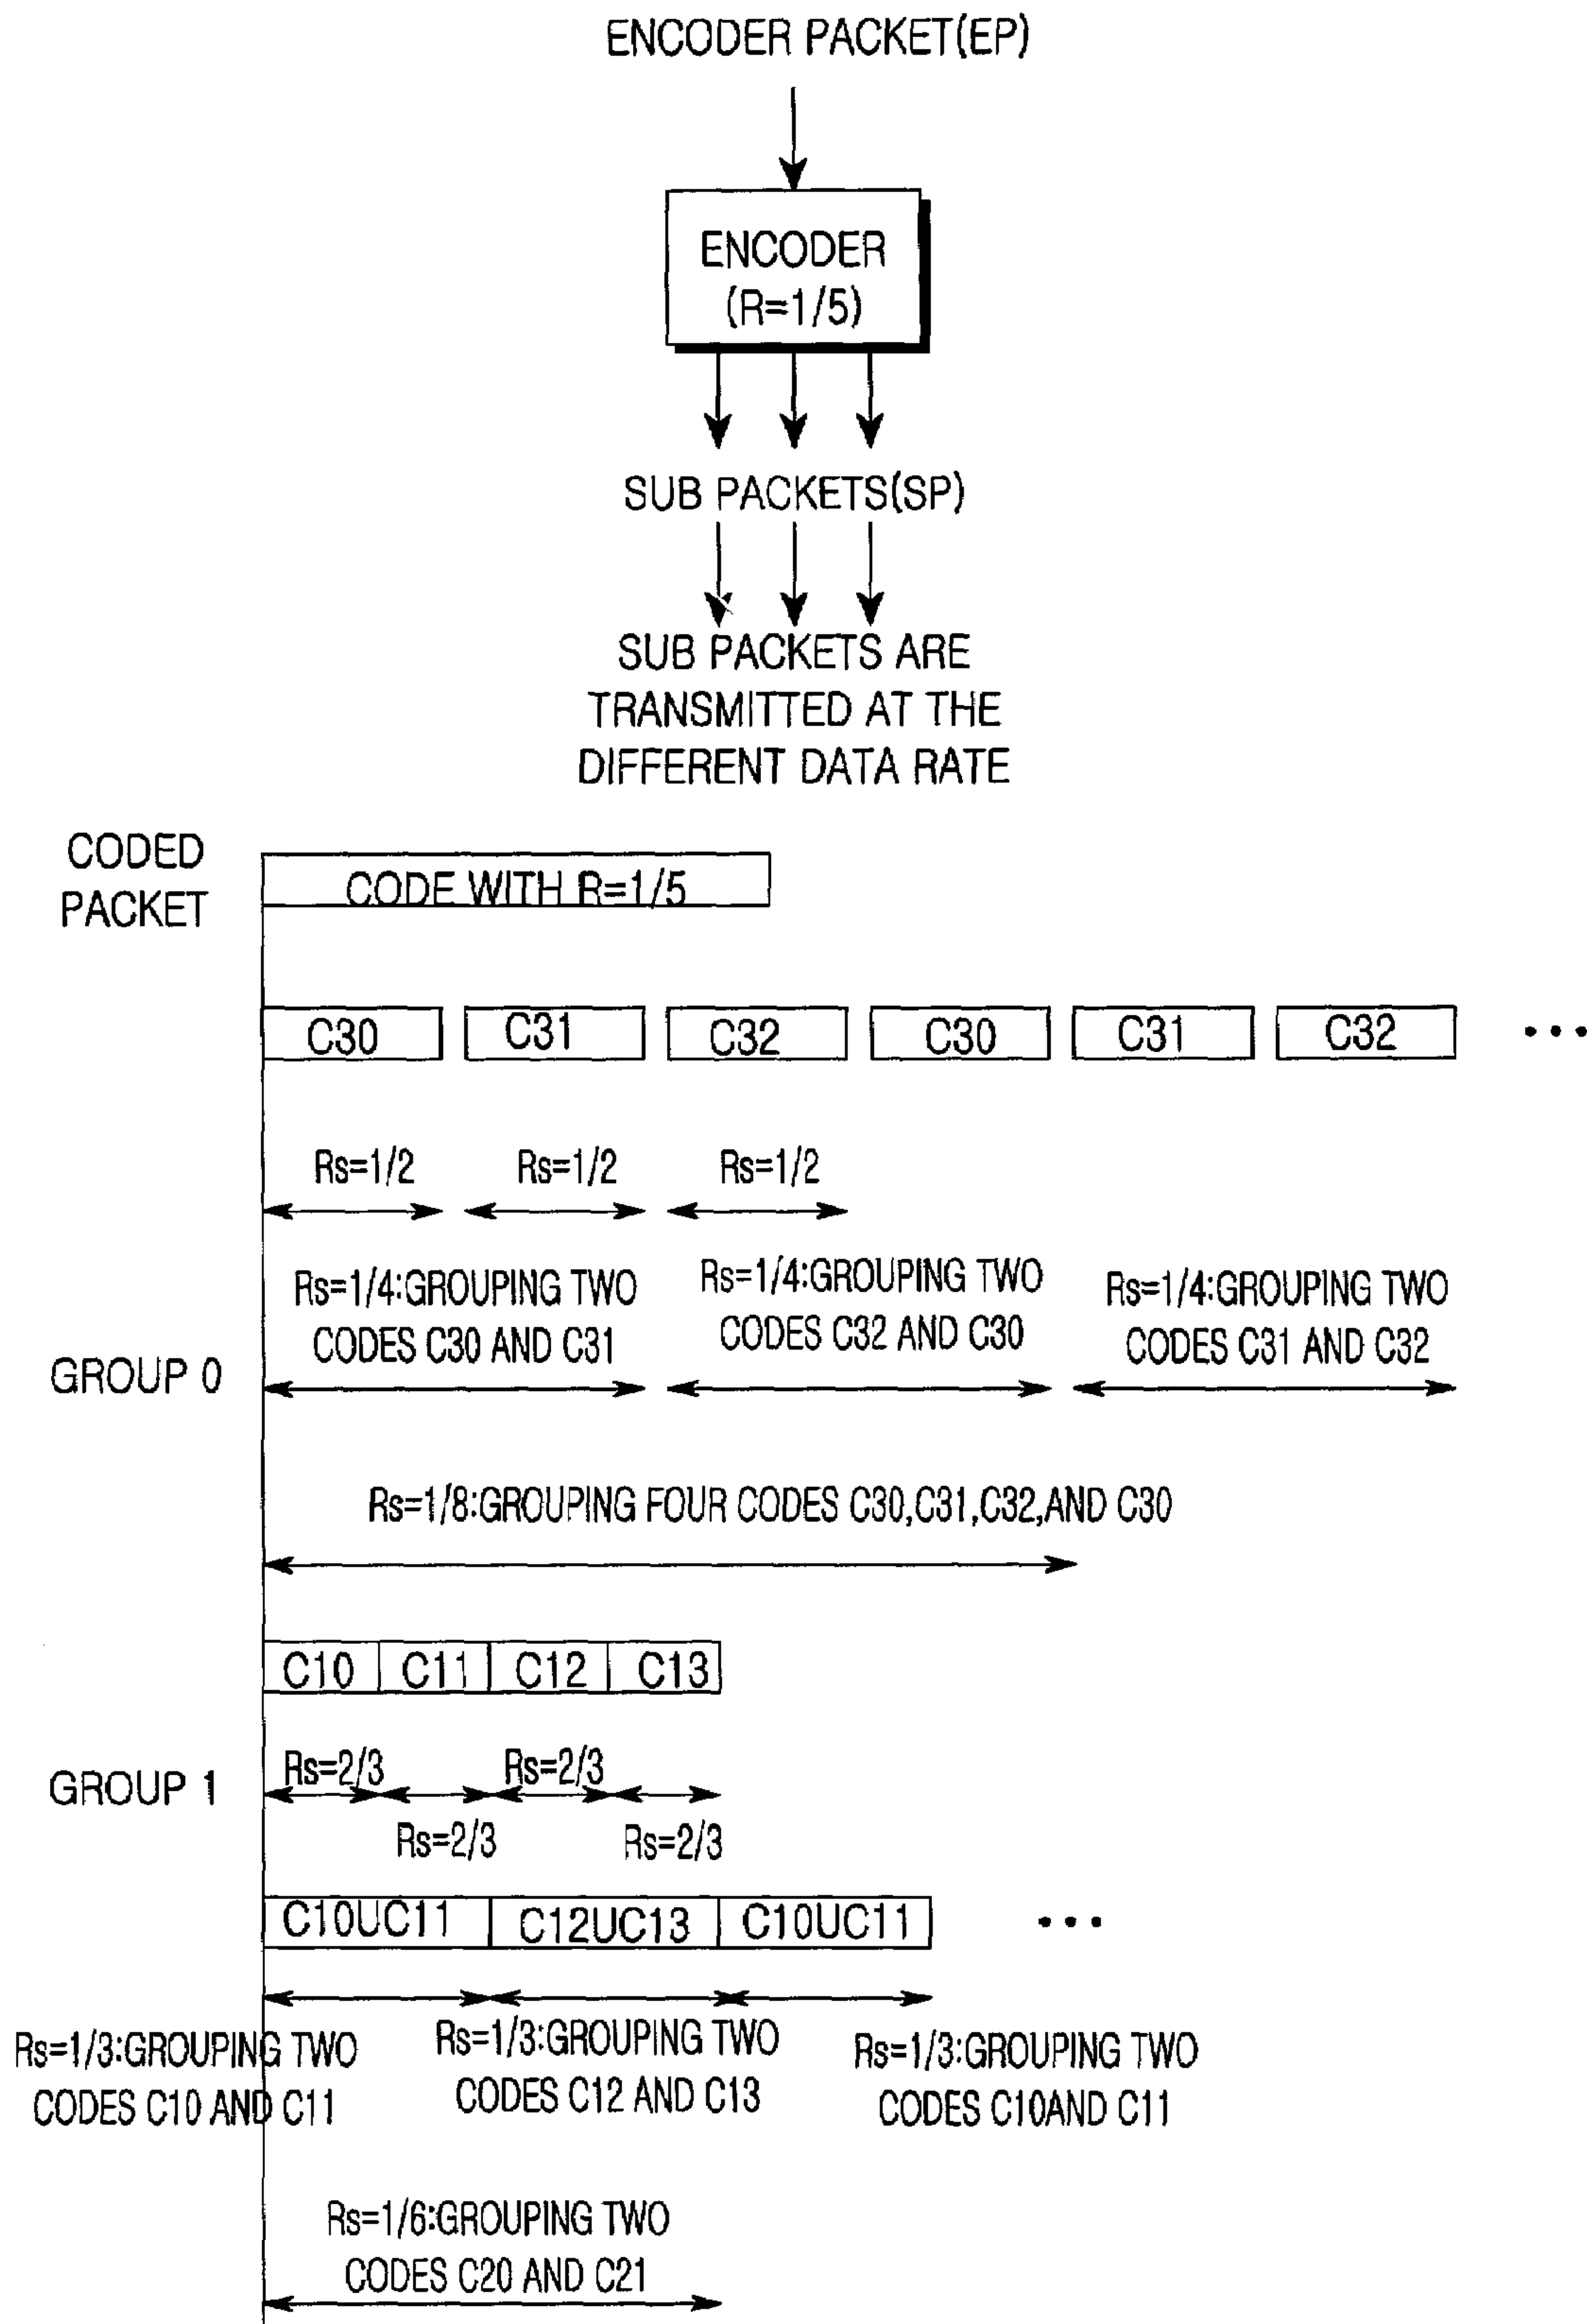 ENCODER PACKET(EP)
ENCODER
(R=1/5)
SUB PACKETS(SP)
SUB PACKETS ARE
TRANSMITTED AT THE
DIFFERENT DATA RATE
CODED
PACKET
CODE WITH R=1/5
C30 C31 C32 C30 C31 C32 •••
Rs=1/2 Rs=1/2 Rs=1/2
Rs=1/4:GROUPING TWO
CODES C30 AND C31
Rs=1/4:GROUPING TWO
CODES C32 AND C30
Rs=1/4:GROUPING TWO
CODES C31 AND C32
GROUP 0
Rs=1/8:GROUPING FOUR CODES C30,C31,C32,AND C30
C10 C11 C12 C13
GROUP 1
Rs=2/3 Rs=2/3
Rs=2/3 Rs=2/3
C10UC11 C12UC13 C10UC11 •••
Rs=1/3:GROUPING TWO
CODES C10 AND C11
Rs=1/3:GROUPING TWO
CODES C12 AND C13
Rs=1/3:GROUPING TWO
CODES C10AND C11
Rs=1/6:GROUPING TWO
CODES C20 AND C21